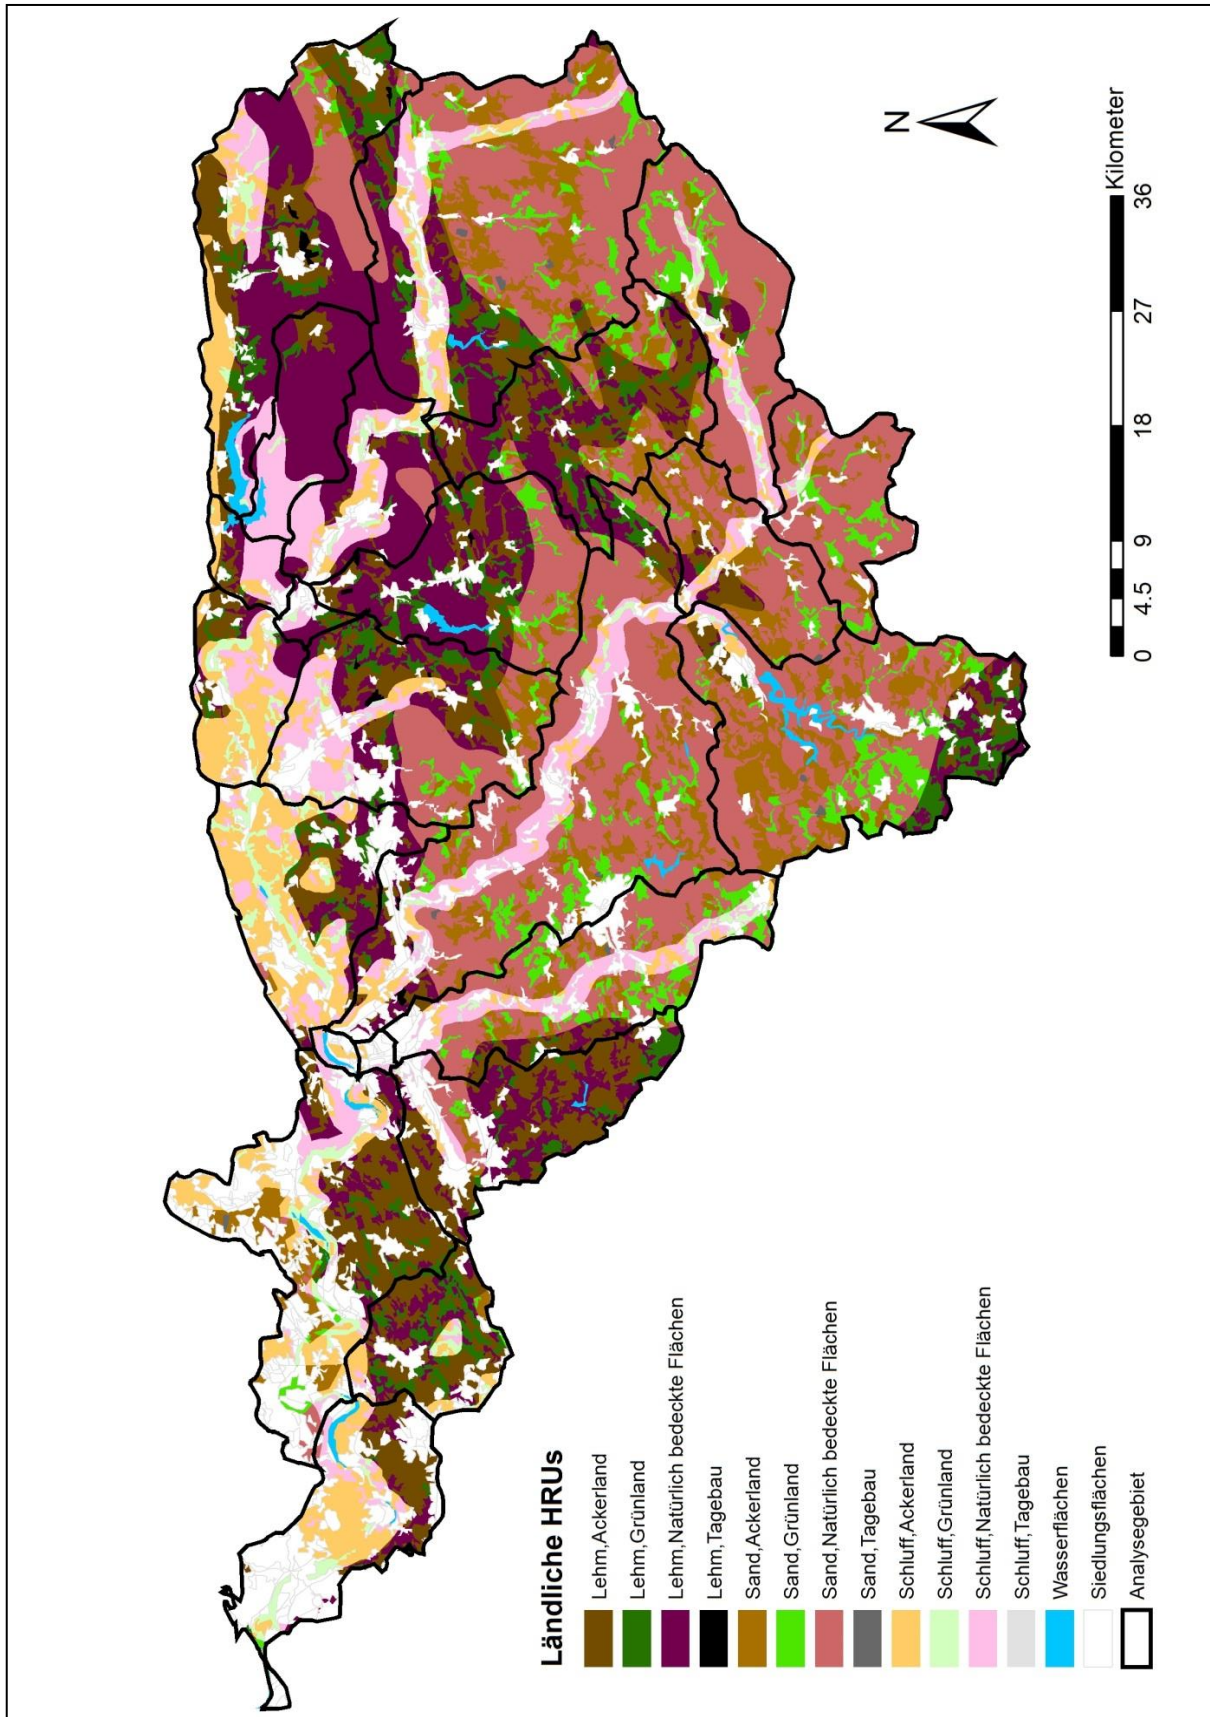 Ländliche HRUs
Lehm,Ackerland
Lehm,Grünland
Lehm,Natürlich bedeckte Flächen
Lehm,Tagebau
Sand,Ackerland
Sand,Grünland
Sand,Natürlich bedeckte Flächen
Sand,Tagebau
Schluff,Ackerland
Schluff,Grünland
Schluff,Natürlich bedeckte Flächen
Schluff,Tagebau
Wasserflächen
Siedlungsflächen
Analysegebiet
N
Kilometer
0 4.5 9 18 27 36